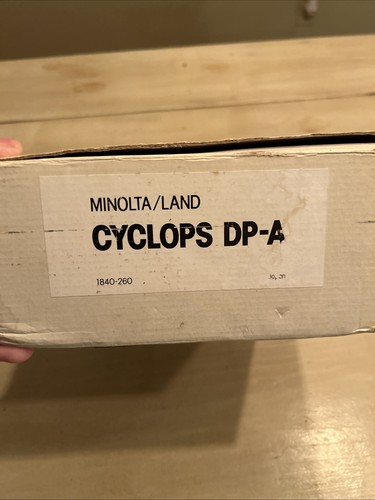 MINOLTA/LAND
CYCLOPS DP-A
1840-260